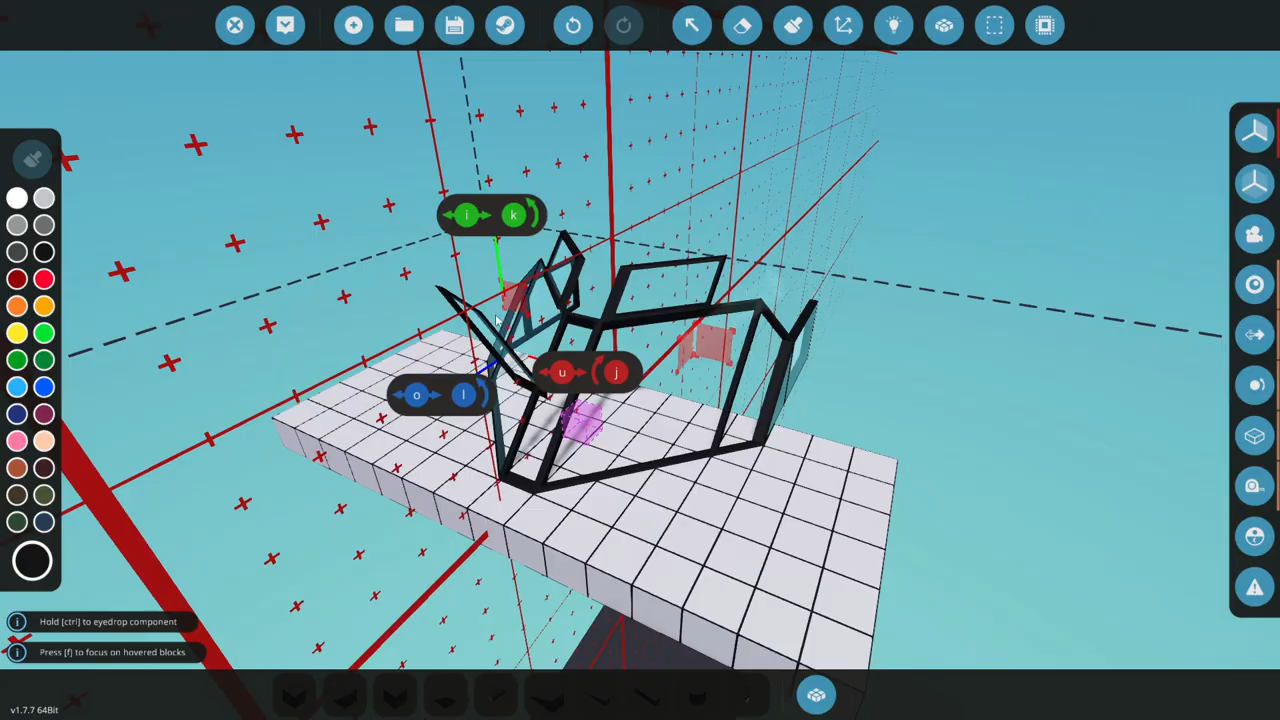 i k
u j
o l
Hold [ctrl] to eyedrop component
Press [f] to focus on hovered blocks
v1.7.7 64Bit